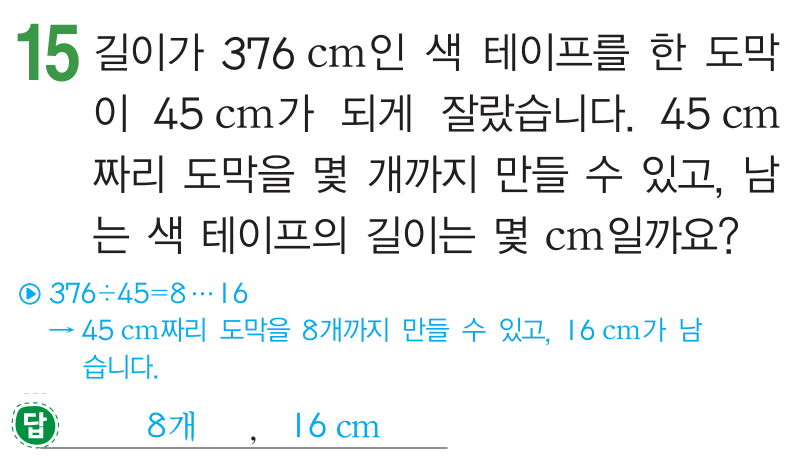 15 길이가 376 cm인 색 테이프를 한 도막
이 45 cm가 되게 잘랐습니다. 45 cm
짜리 도막을 몇 개까지 만들 수 있고, 남
는 색 테이프의 길이는 몇 cm일까요?
376÷45=8…16
→ 45 cm짜리 도막을 8개까지 만들 수 있고, 16 cm가 남
습니다.
답 8개 , 16 cm